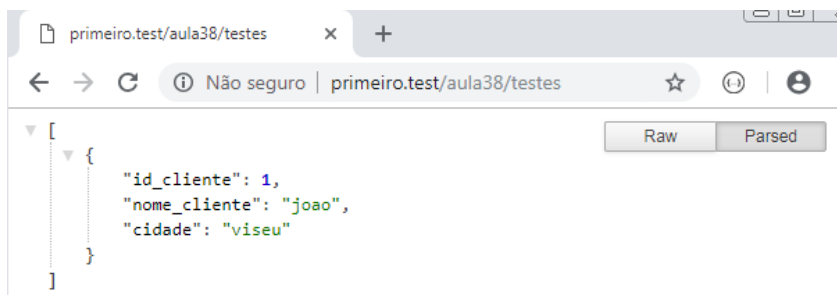 primeiro.test/aula38/testes
Não seguro | primeiro.test/aula38/testes
Raw Parsed
[
{
"id_cliente": 1,
"nome_cliente": "joao",
"cidade": "viseu"
}
]